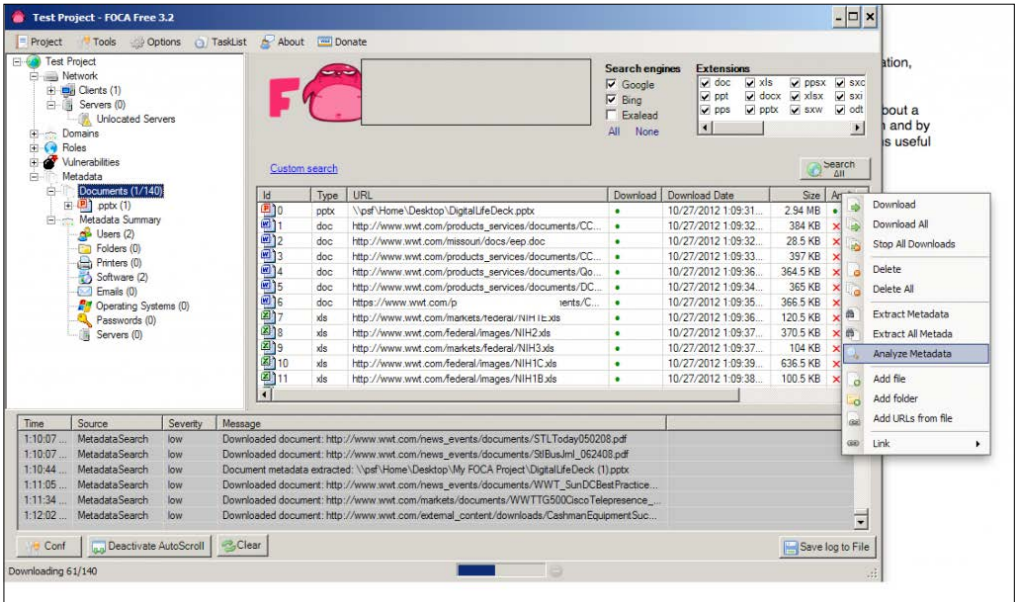 Test Project - FOCA Free 3.2
Project Tools Options TaskList About Donate
Test Project
Network
Clients (1)
Servers (0)
Unlocated Servers
Domains
Roles
Vulnerabilities
Metadata
Documents (1/140)
pptx (1)
Metadata Summary
Users (2)
Folders (0)
Printers (0)
Software (2)
Emails (0)
Operating Systems (0)
Passwords (0)
Servers (0)
Search engines
Google
Bing
Exalead
All None
Extensions
doc xls ppsx sxc
ppt docx xlsx sxi
pps pptx sxw odt
Custom search
Search All
Id Type URL Download Download Date Size
0 pptx \\psf\Home\Desktop\DigitalLifeDeck.pptx 10/27/2012 1:09:31... 2.94 MB
1 doc http://www.wwt.com/products_services/documents/CC... 10/27/2012 1:09:32... 384 KB
2 doc http://www.wwt.com/missouri/docs/eep.doc 10/27/2012 1:09:32... 28.5 KB
3 doc http://www.wwt.com/products_services/documents/CC... 10/27/2012 1:09:33... 397 KB
4 doc http://www.wwt.com/products_services/documents/Qo... 10/27/2012 1:09:36... 364.5 KB
5 doc http://www.wwt.com/products_services/documents/DC... 10/27/2012 1:09:34... 365 KB
6 doc https://www.wwt.com/p ents/C... 10/27/2012 1:09:35... 366.5 KB
7 xls http://www.wwt.com/markets/federal/NIH1E.xls 10/27/2012 1:09:36... 120.5 KB
8 xls http://www.wwt.com/federal/images/NIH2.xls 10/27/2012 1:09:37... 370.5 KB
9 xls http://www.wwt.com/markets/federal/NIH3.xls 10/27/2012 1:09:37... 104 KB
10 xls http://www.wwt.com/federal/images/NIH1C.xls 10/27/2012 1:09:39... 636.5 KB
11 xls http://www.wwt.com/federal/images/NIH1B.xls 10/27/2012 1:09:38... 100.5 KB
Download
Download All
Stop All Downloads
Delete
Delete All
Extract Metadata
Extract All Metada
Analyze Metadata
Add file
Add folder
Add URLs from file
Link
ation,
bout a
and by
is useful
Time Source Severity Message
1:10:07 ... MetadataSearch low Downloaded document: http://www.wwt.com/news_events/documents/STLToday050208.pdf
1:10:07 ... MetadataSearch low Downloaded document: http://www.wwt.com/news_events/documents/StlBusJrnl_062408.pdf
1:10:44 ... MetadataSearch low Document metadata extracted: \\psf\Home\Desktop\My FOCA Project\DigitalLifeDeck (1).pptx
1:11:05 ... MetadataSearch low Downloaded document: http://www.wwt.com/news_events/documents/WWT_SunDCBestPractice...
1:11:34 ... MetadataSearch low Downloaded document: http://www.wwt.com/markets/documents/WWTTG500CiscoTelepresence_...
1:12:02 ... MetadataSearch low Downloaded document: http://www.wwt.com/external_content/downloads/CashmanEquipmentSuc...
Conf Deactivate AutoScroll Clear Save log to File
Downloading 61/140